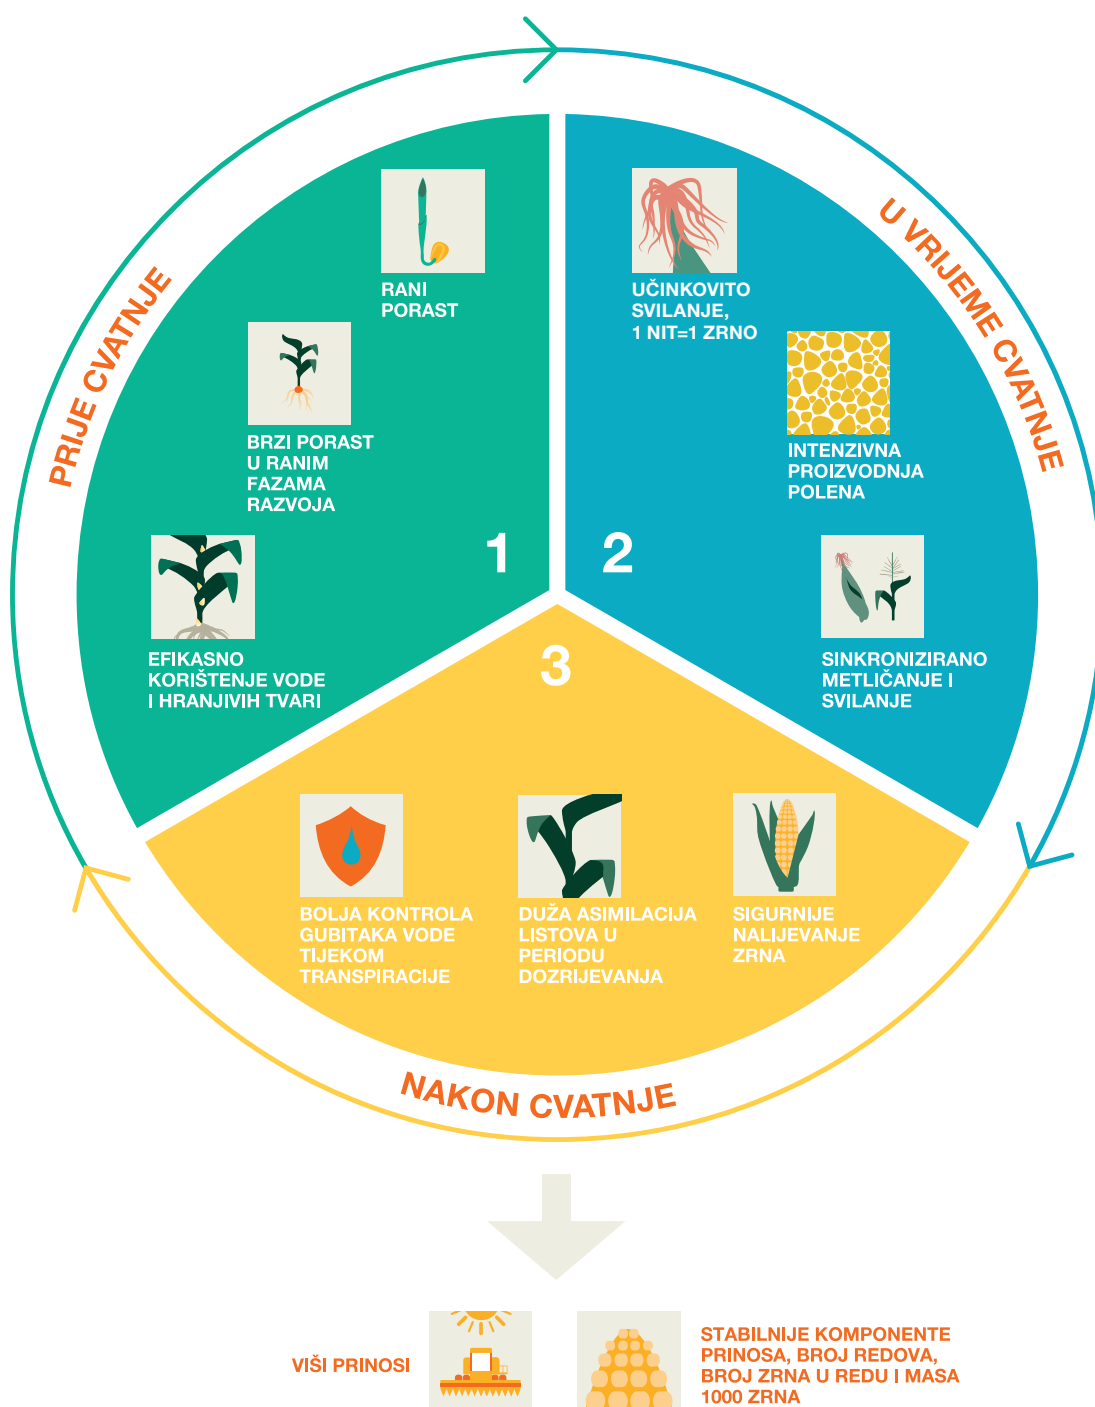 PRIJE CVATNJE
RANI
PORAST
BRZI PORAST
U RANIM
FAZAMA
RAZVOJA
EFIKASNO
KORIŠTENJE VODE
I HRANJIVIH TVARI
1
U VRIJEME CVATNJE
UČINKOVITO
SVILANJE,
1 NIT=1 ZRNO
INTENZIVNA
PROIZVODNJA
POLENA
SINKRONIZIRANO
METLIČANJE I
SVILANJE
2
3
BOLJA KONTROLA
GUBITAKA VODE
TIJEKOM
TRANSPIRACIJE
DUŽA ASIMILACIJA
LISTOVA U
PERIODU
DOZRIJEVANJA
SIGURNIJE
NALIJEVANJE
ZRNA
NAKON CVATNJE
VIŠI PRINOSI
STABILNIJE KOMPONENTE
PRINOSA, BROJ REDOVA,
BROJ ZRNA U REDU I MASA
1000 ZRNA